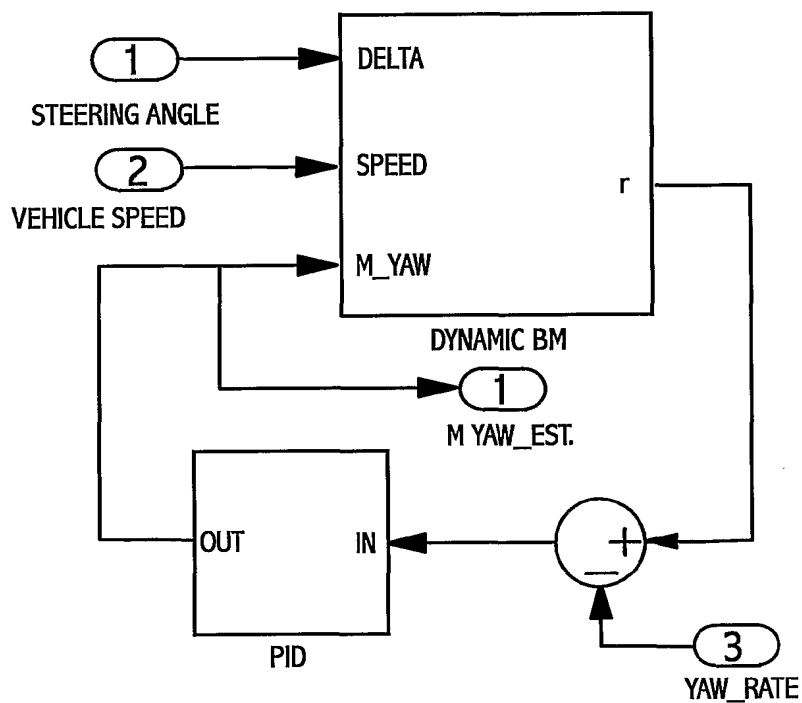 1
DELTA
STEERING ANGLE
2
SPEED
r
VEHICLE SPEED
M_YAW
DYNAMIC BM
1
M YAW_EST.
OUT
IN
+
—
PID
3
YAW_RATE